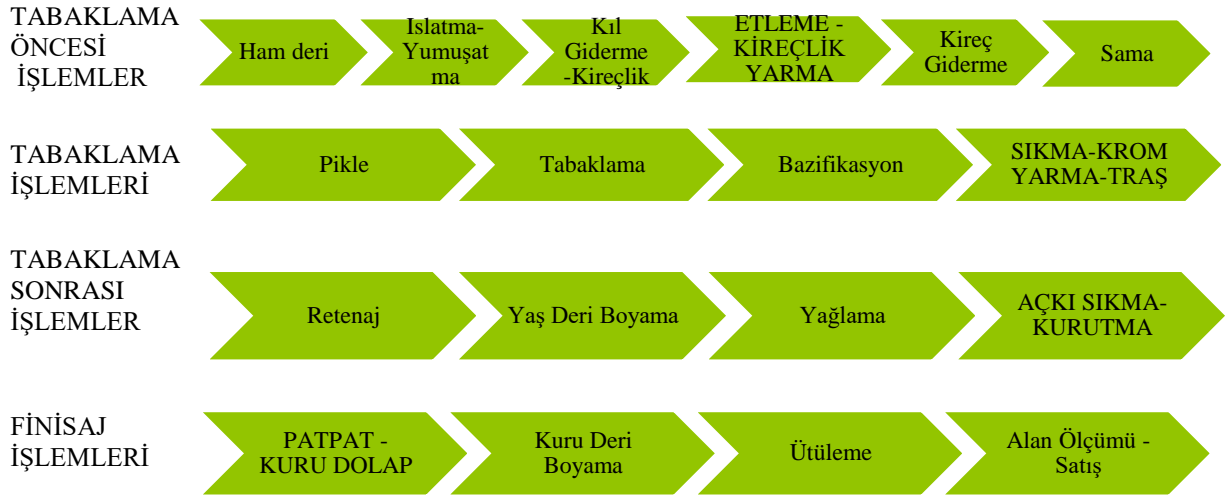 TABAKLAMA
ÖNCESİ
İŞLEMLER
Ham deri
Islatma-
Yumuşat
ma
Kıl
Giderme
-Kireçlik
ETLEME -
KİREÇLİK
YARMA
Kireç
Giderme
Sama
TABAKLAMA
İŞLEMLERİ
Pikle
Tabaklama
Bazifikasyon
SIKMA-KROM
YARMA-TRAŞ
TABAKLAMA
SONRASI
İŞLEMLER
Retenaj
Yaş Deri Boyama
Yağlama
AÇKI SIKMA-
KURUTMA
FİNİSAJ
İŞLEMLERİ
PATPAT -
KURU DOLAP
Kuru Deri
Boyama
Ütüleme
Alan Ölçümü -
Satış